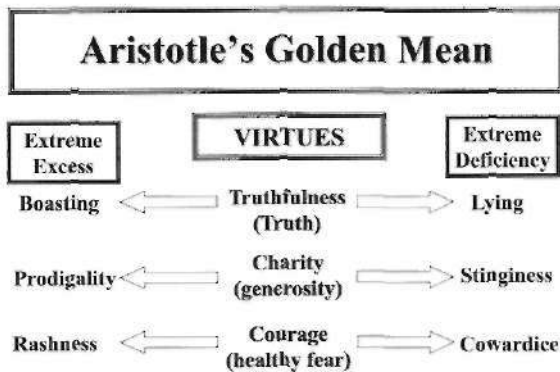 Aristotle's Golden Mean
Extreme
Excess
VIRTUES
Extreme
Deficiency
Boasting
Truthfulness
(Truth)
Lying
Prodigality
Charity
(generosity)
Stinginess
Rashness
Courage
(healthy fear)
Cowardice